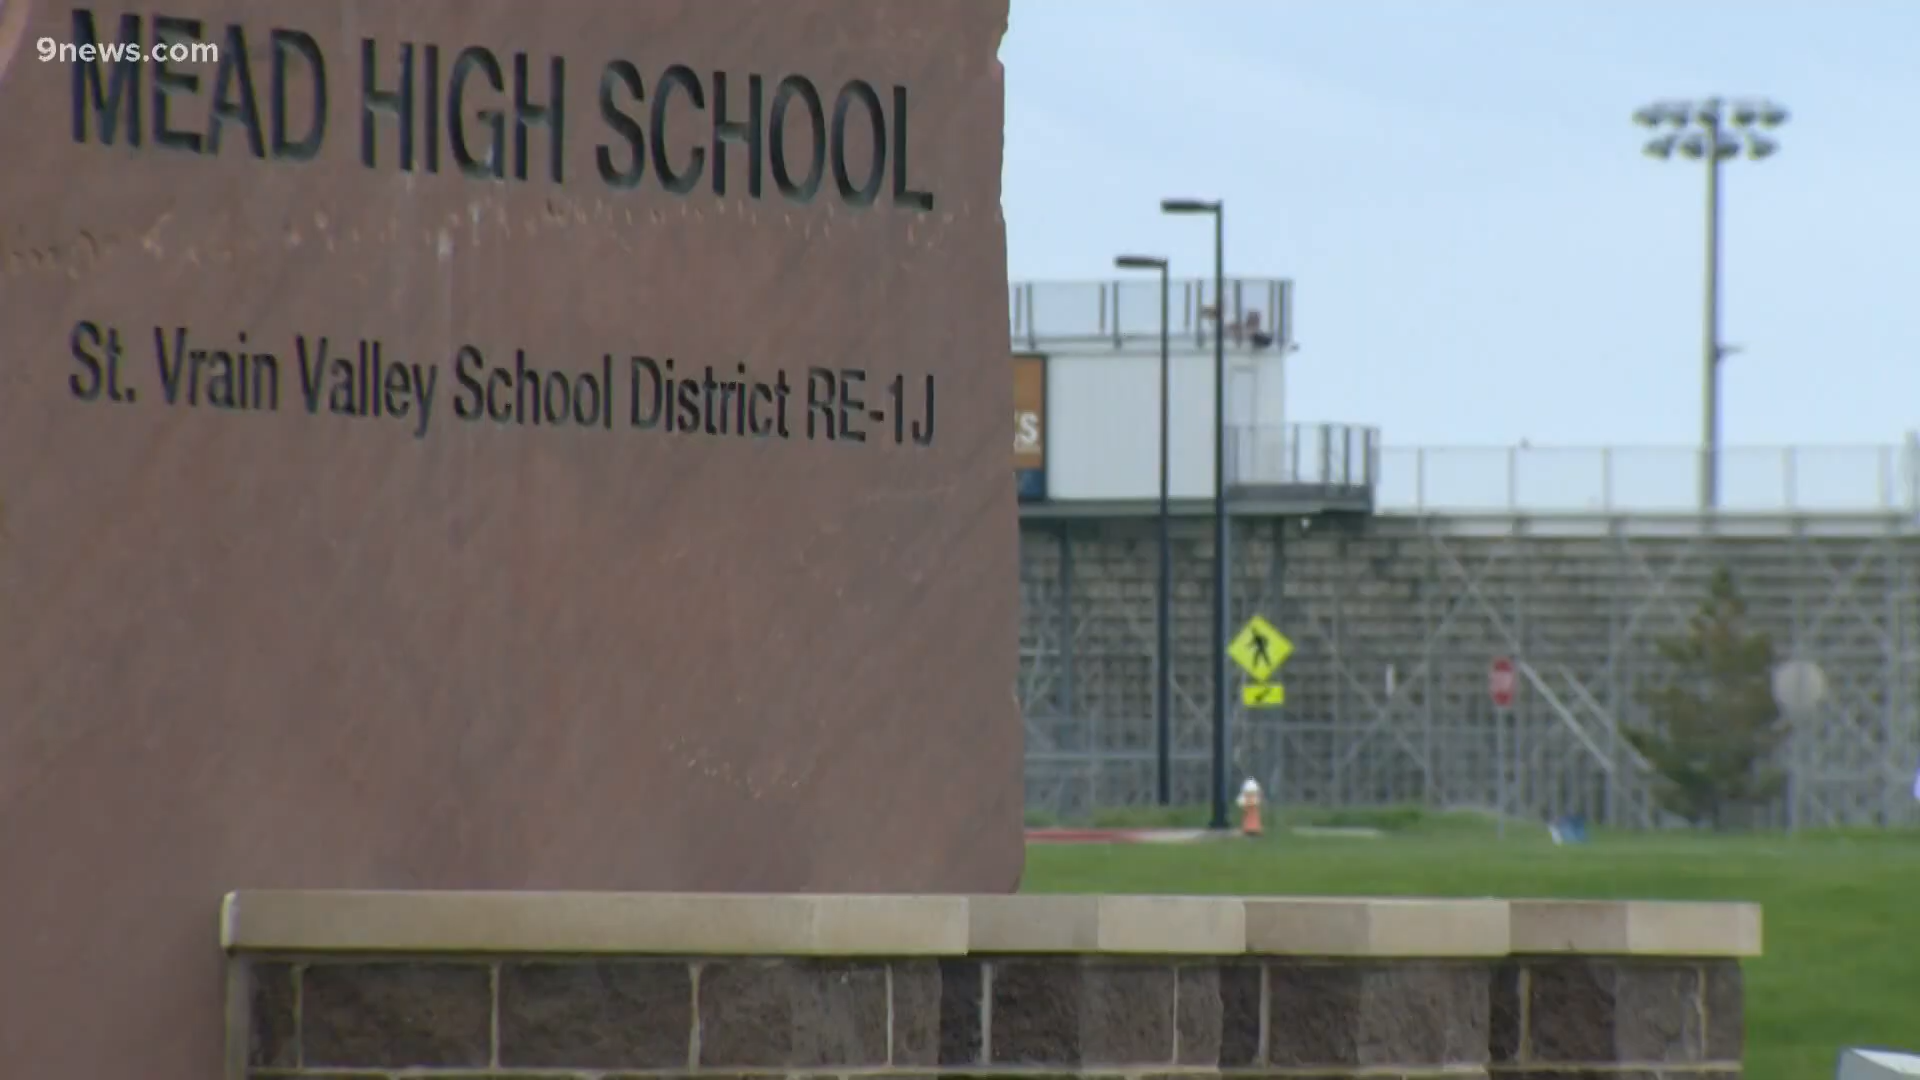 9news.com
MEAD HIGH SCHOOL
St. Vrain Valley School District RE-1J